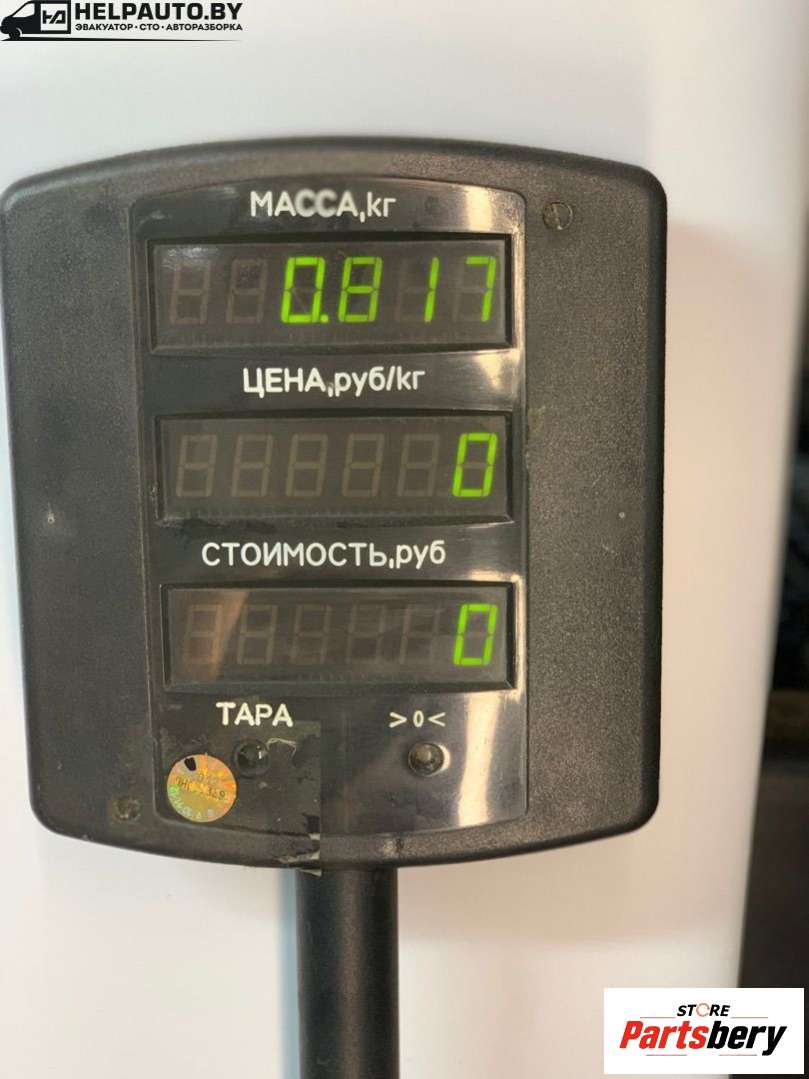 HELPAUTO.BY
ЭВАКУАТОР • СТО • АВТОРАЗБОРКА
МАССА,кг
0.817
ЦЕНА,руб/кг
0
СТОИМОСТЬ,руб
0
ТАРА >0<
STORE
Partsbery